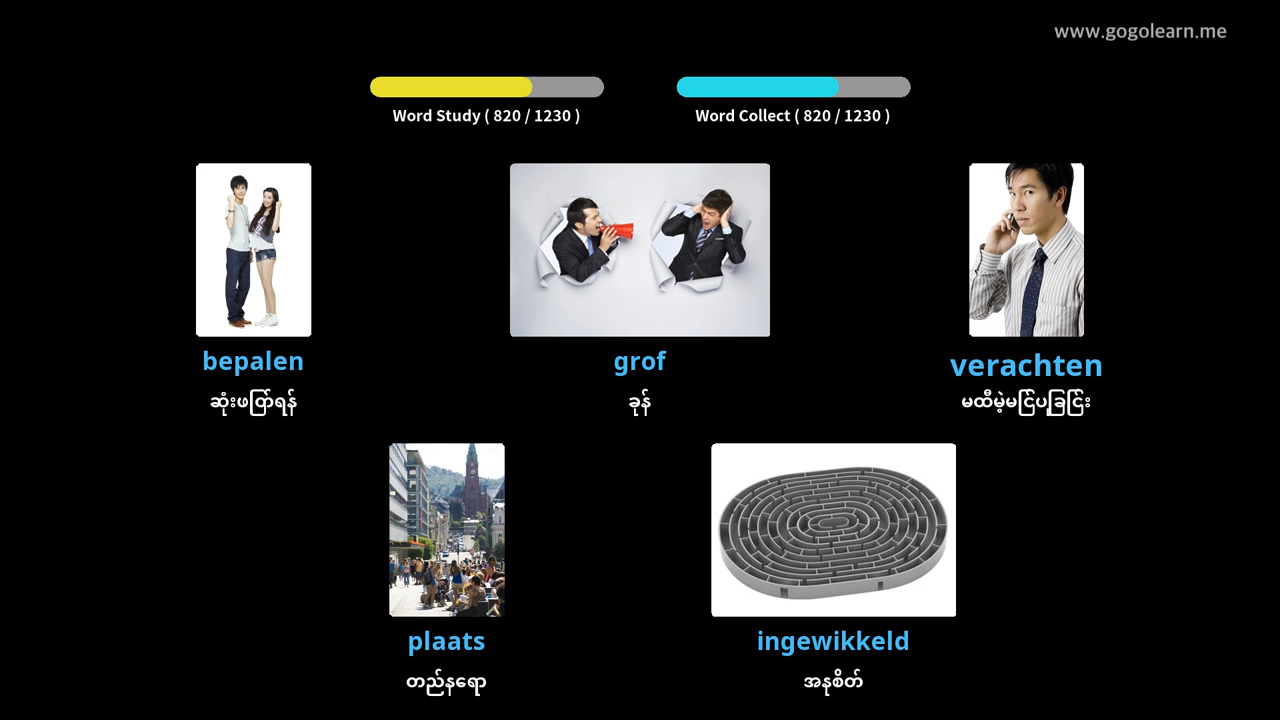 www.gogolearn.me
Word Study ( 820 / 1230 )
Word Collect ( 820 / 1230 )
bepalen
grof
verachten
ဆုံးဖြတ်ရန်
ခုန်
မထီမဲ့မြင်ပြုခြင်း
plaats
ingewikkeld
တည်နရော
အနုစိတ်